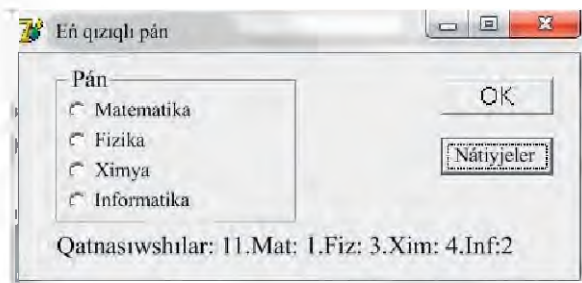 Eń qızıqlı pán
Pán
Matematika
OK
Fizika
Nátiyjeler
Ximya
Informatika
Qatnasıwshılar: 11.Mat: 1.Fiz: 3.Xim: 4.Inf:2